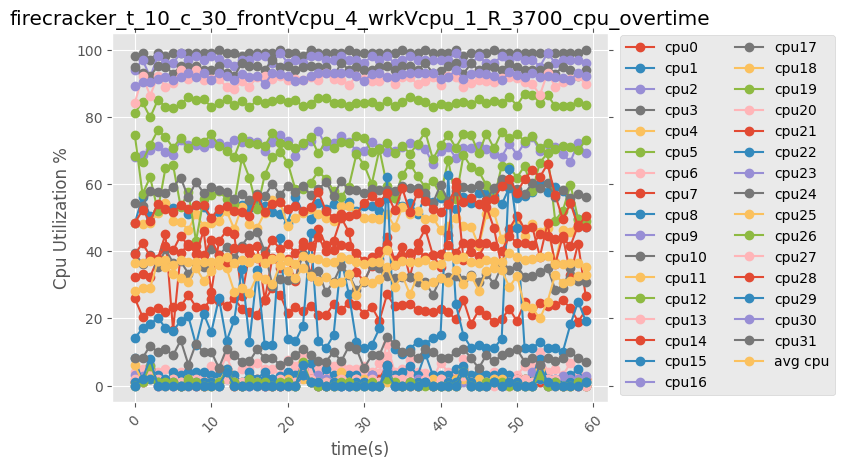 firecracker_t_10_c_30_frontVcpu_4_wrkVcpu_1_R_3700_cpu_overtime
Cpu Utilization %
100
80
60
40
20
0
0
10
20
30
40
50
60
time(s)
cpu0
cpu1
cpu2
cpu3
cpu4
cpu5
cpu6
cpu7
cpu8
cpu9
cpu10
cpu11
cpu12
cpu13
cpu14
cpu15
cpu16
cpu17
cpu18
cpu19
cpu20
cpu21
cpu22
cpu23
cpu24
cpu25
cpu26
cpu27
cpu28
cpu29
cpu30
cpu31
avg cpu